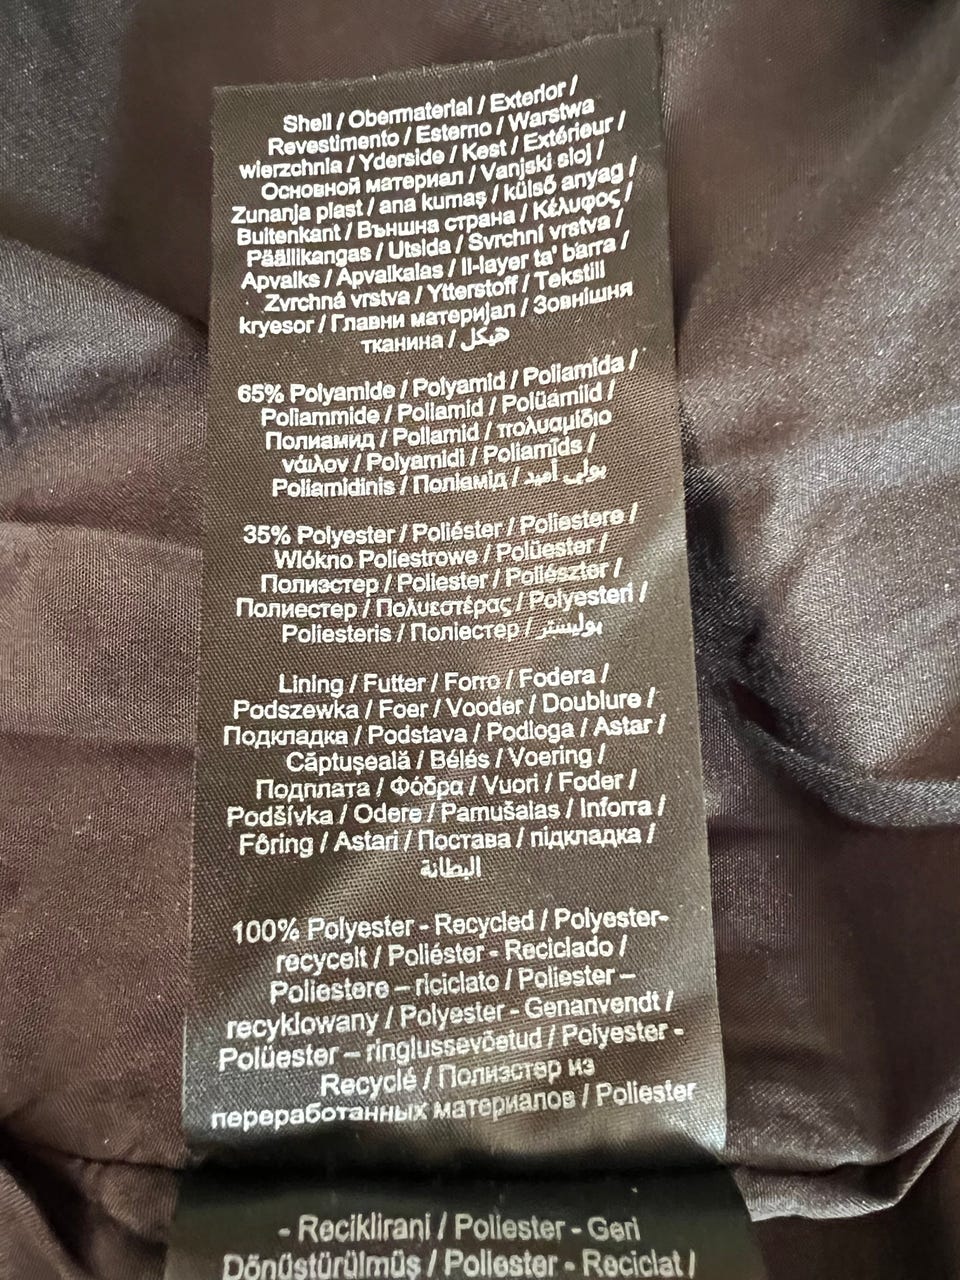 Shell / Obermaterial / Exterior /
Revestimento / Esterno / Warstwa
wierzchnia / Yderside / Kest / Extérieur /
Основной материал / Vanjski sloj /
Zunanja plast / ana kumaş / külső anyag /
Buitenkant / Външна страна / Κέλυφος /
Päällikangas / Utsida / Svrchní vrstva /
Apvalks / Apvalkalas / Il-layer ta' barra /
Zvrchná vrstva / Ytterstoff / Tekstili
kryesor / Главни материјал / Зовнішня
тканина / هيكل
65% Polyamide / Polyamid / Poliamida /
Poliammide / Poliamid / Polüamiid /
Полиамид / Poliamid / πολυαμίδιο
νάιλον / Polyamidi / Poliamīds /
Poliamidinis / Поліамід / بولي أميد
35% Polyester / Poliéster / Poliestere /
Wlókno Poliestrowe / Polüester /
Полиэстер / Poliester / Poliészter /
Полиестер / Πολυεστέρας / Polyesteri /
Poliesteris / Поліестер / بوليستر
Lining / Futter / Forro / Fodera /
Podszewka / Foer / Vooder / Doublure /
Подкладка / Podstava / Podloga / Astar /
Căptușeală / Bélés / Voering /
Подплата / Φόδρα / Vuori / Foder /
Podšívka / Odere / Pamušalas / Inforra /
Fôring / Astari / Постава / підкладка /
البطانة
100% Polyester - Recycled / Polyester-
recycelt / Poliéster - Reciclado /
Poliestere – riciclato / Poliester –
recyklowany / Polyester - Genanvendt /
Polüester – ringlussevõetud / Polyester -
Recyclé / Полиэстер из
переработанных материалов / Poliester
- Reciklirani / Poliester - Geri
Dönüştürülmüş / Poliester - Reciclat /